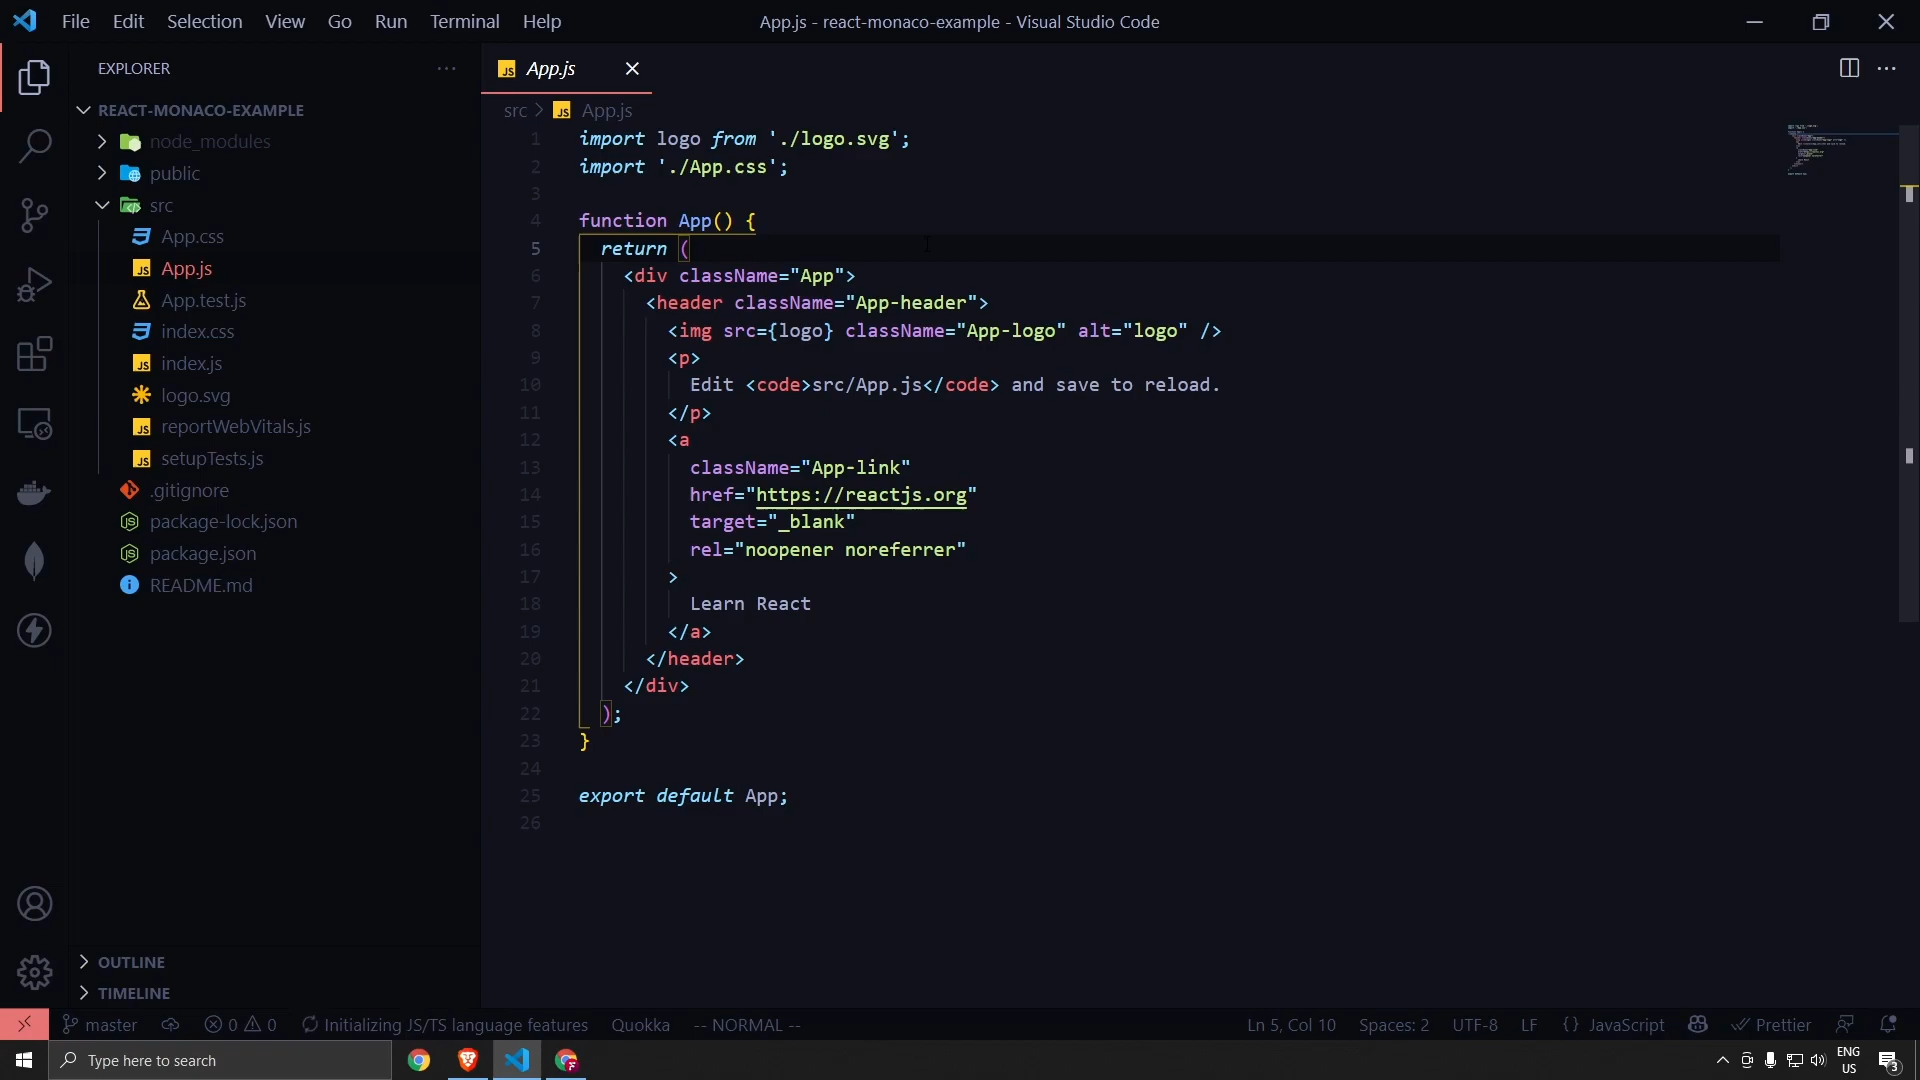 File Edit Selection View Go Run Terminal Help
App.js - react-monaco-example - Visual Studio Code
EXPLORER
REACT-MONACO-EXAMPLE
node_modules
public
src
App.css
App.js
App.test.js
index.css
index.js
logo.svg
reportWebVitals.js
setupTests.js
.gitignore
package-lock.json
package.json
README.md
OUTLINE
TIMELINE
JS App.js
src > JS App.js
1 import logo from './logo.svg';
2 import './App.css';
3
4 function App() {
5 return (
6 <div className="App">
7 <header className="App-header">
8 <img src={logo} className="App-logo" alt="logo" />
9 <p>
10 Edit <code>src/App.js</code> and save to reload.
11 </p>
12 <a
13 className="App-link"
14 href="https://reactjs.org"
15 target="_blank"
16 rel="noopener noreferrer"
17 >
18 Learn React
19 </a>
20 </header>
21 </div>
22 );
23 }
24
25 export default App;
26
master 0 0 Initializing JS/TS language features Quokka -- NORMAL --
Ln 5, Col 10 Spaces: 2 UTF-8 LF {} JavaScript Prettier
Type here to search
ENG
US
3